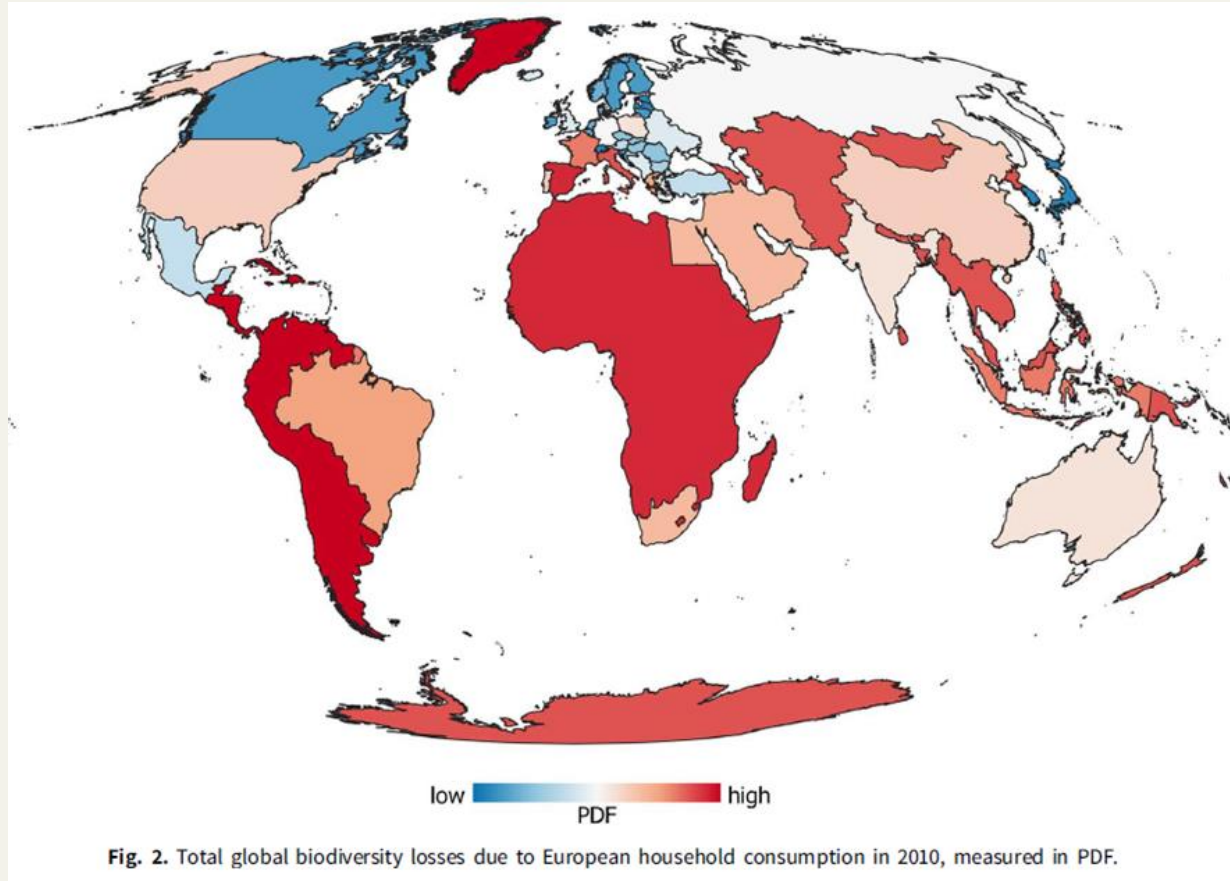 low high
PDF
Fig. 2. Total global biodiversity losses due to European household consumption in 2010, measured in PDF.